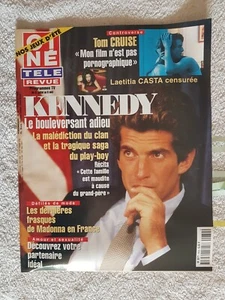 NOS JEUX D'ÉTÉ
CINÉ
TELE
REVUE
Controverse
Tom CRUISE
« Mon film n'est pas
pornographique »
Laetitia CASTA censurée
KENNEDY
Le bouleversant adieu
La malédiction du clan
et la tragique saga
du play-boy
Récit
« Cette famille
est maudite
à cause
du grand-père »
Défilés de mode
Les dernières
frasques
de Madonna en France
Amour et sexualité
Découvrez votre
partenaire
idéal